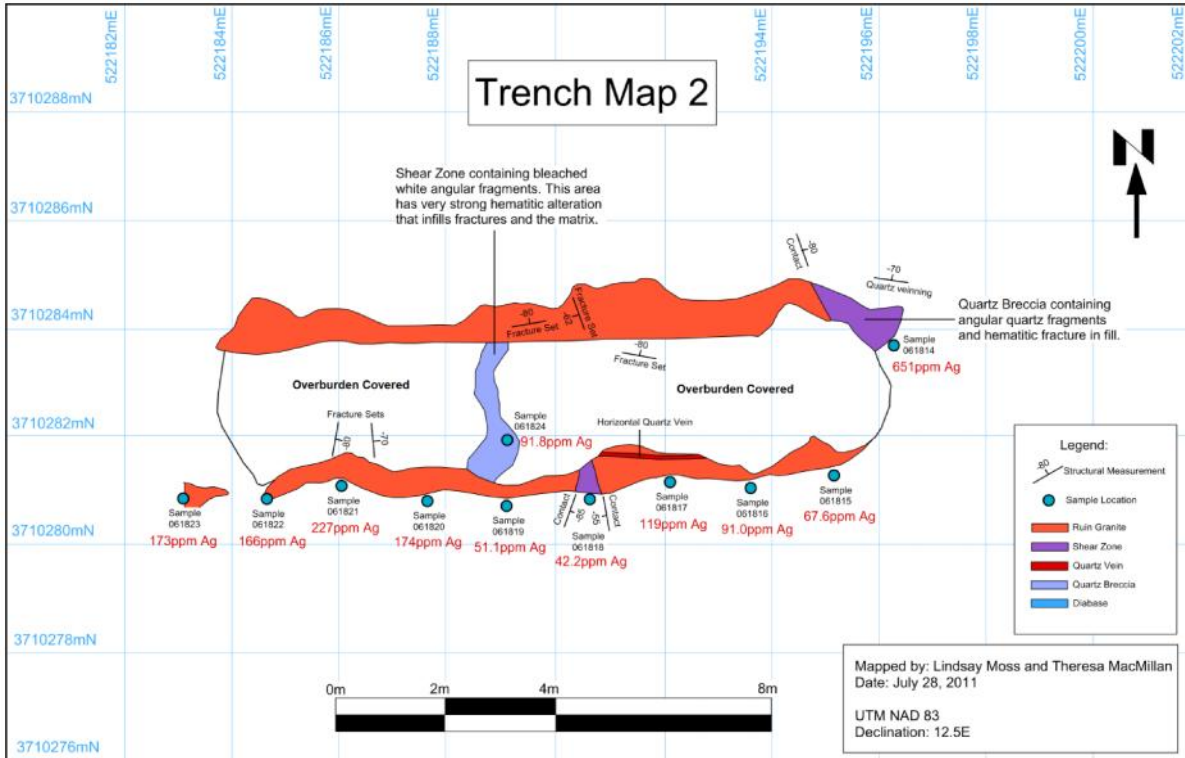 522182mE
522184mE
522186mE
522188mE
522194mE
522196mE
522198mE
522200mE
522202mE
3710288mN
3710286mN
3710284mN
3710282mN
3710280mN
3710278mN
3710276mN
Trench Map 2
N
Shear Zone containing bleached
white angular fragments. This area
has very strong hematitic alteration
that infills fractures and the matrix.
-80
Contact
-70
Quartz veinning
Quartz Breccia containing
angular quartz fragments
and hematitic fracture in fill.
-80
Fracture Set
-62
Fracture Set
-80
Fracture Set
Sample
061814
651ppm Ag
Overburden Covered
Overburden Covered
Fracture Sets
-80
-70
Sample
061824
91.8ppm Ag
Horizontal Quartz Vein
Sample
061823
173ppm Ag
Sample
061822
166ppm Ag
Sample
061821
227ppm Ag
Sample
061820
174ppm Ag
Sample
061819
51.1ppm Ag
Contact
-85
-55
Contact
Sample
061818
42.2ppm Ag
Sample
061817
119ppm Ag
Sample
061816
91.0ppm Ag
Sample
061815
67.6ppm Ag
Legend:
-80
Structural Measurement
Sample Location
Ruin Granite
Shear Zone
Quartz Vein
Quartz Breccia
Diabase
0m
2m
4m
8m
Mapped by: Lindsay Moss and Theresa MacMillan
Date: July 28, 2011
UTM NAD 83
Declination: 12.5E